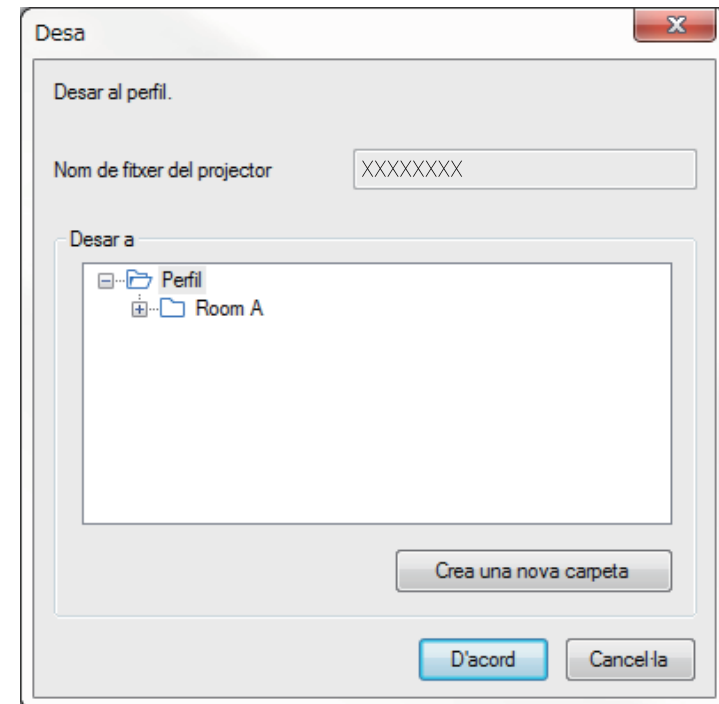 Desa
Desar al perfil.
Nom de fitxer del projector XXXXXXXX
Desar a
Perfil
Room A
Crea una nova carpeta
D'acord Cancel·la